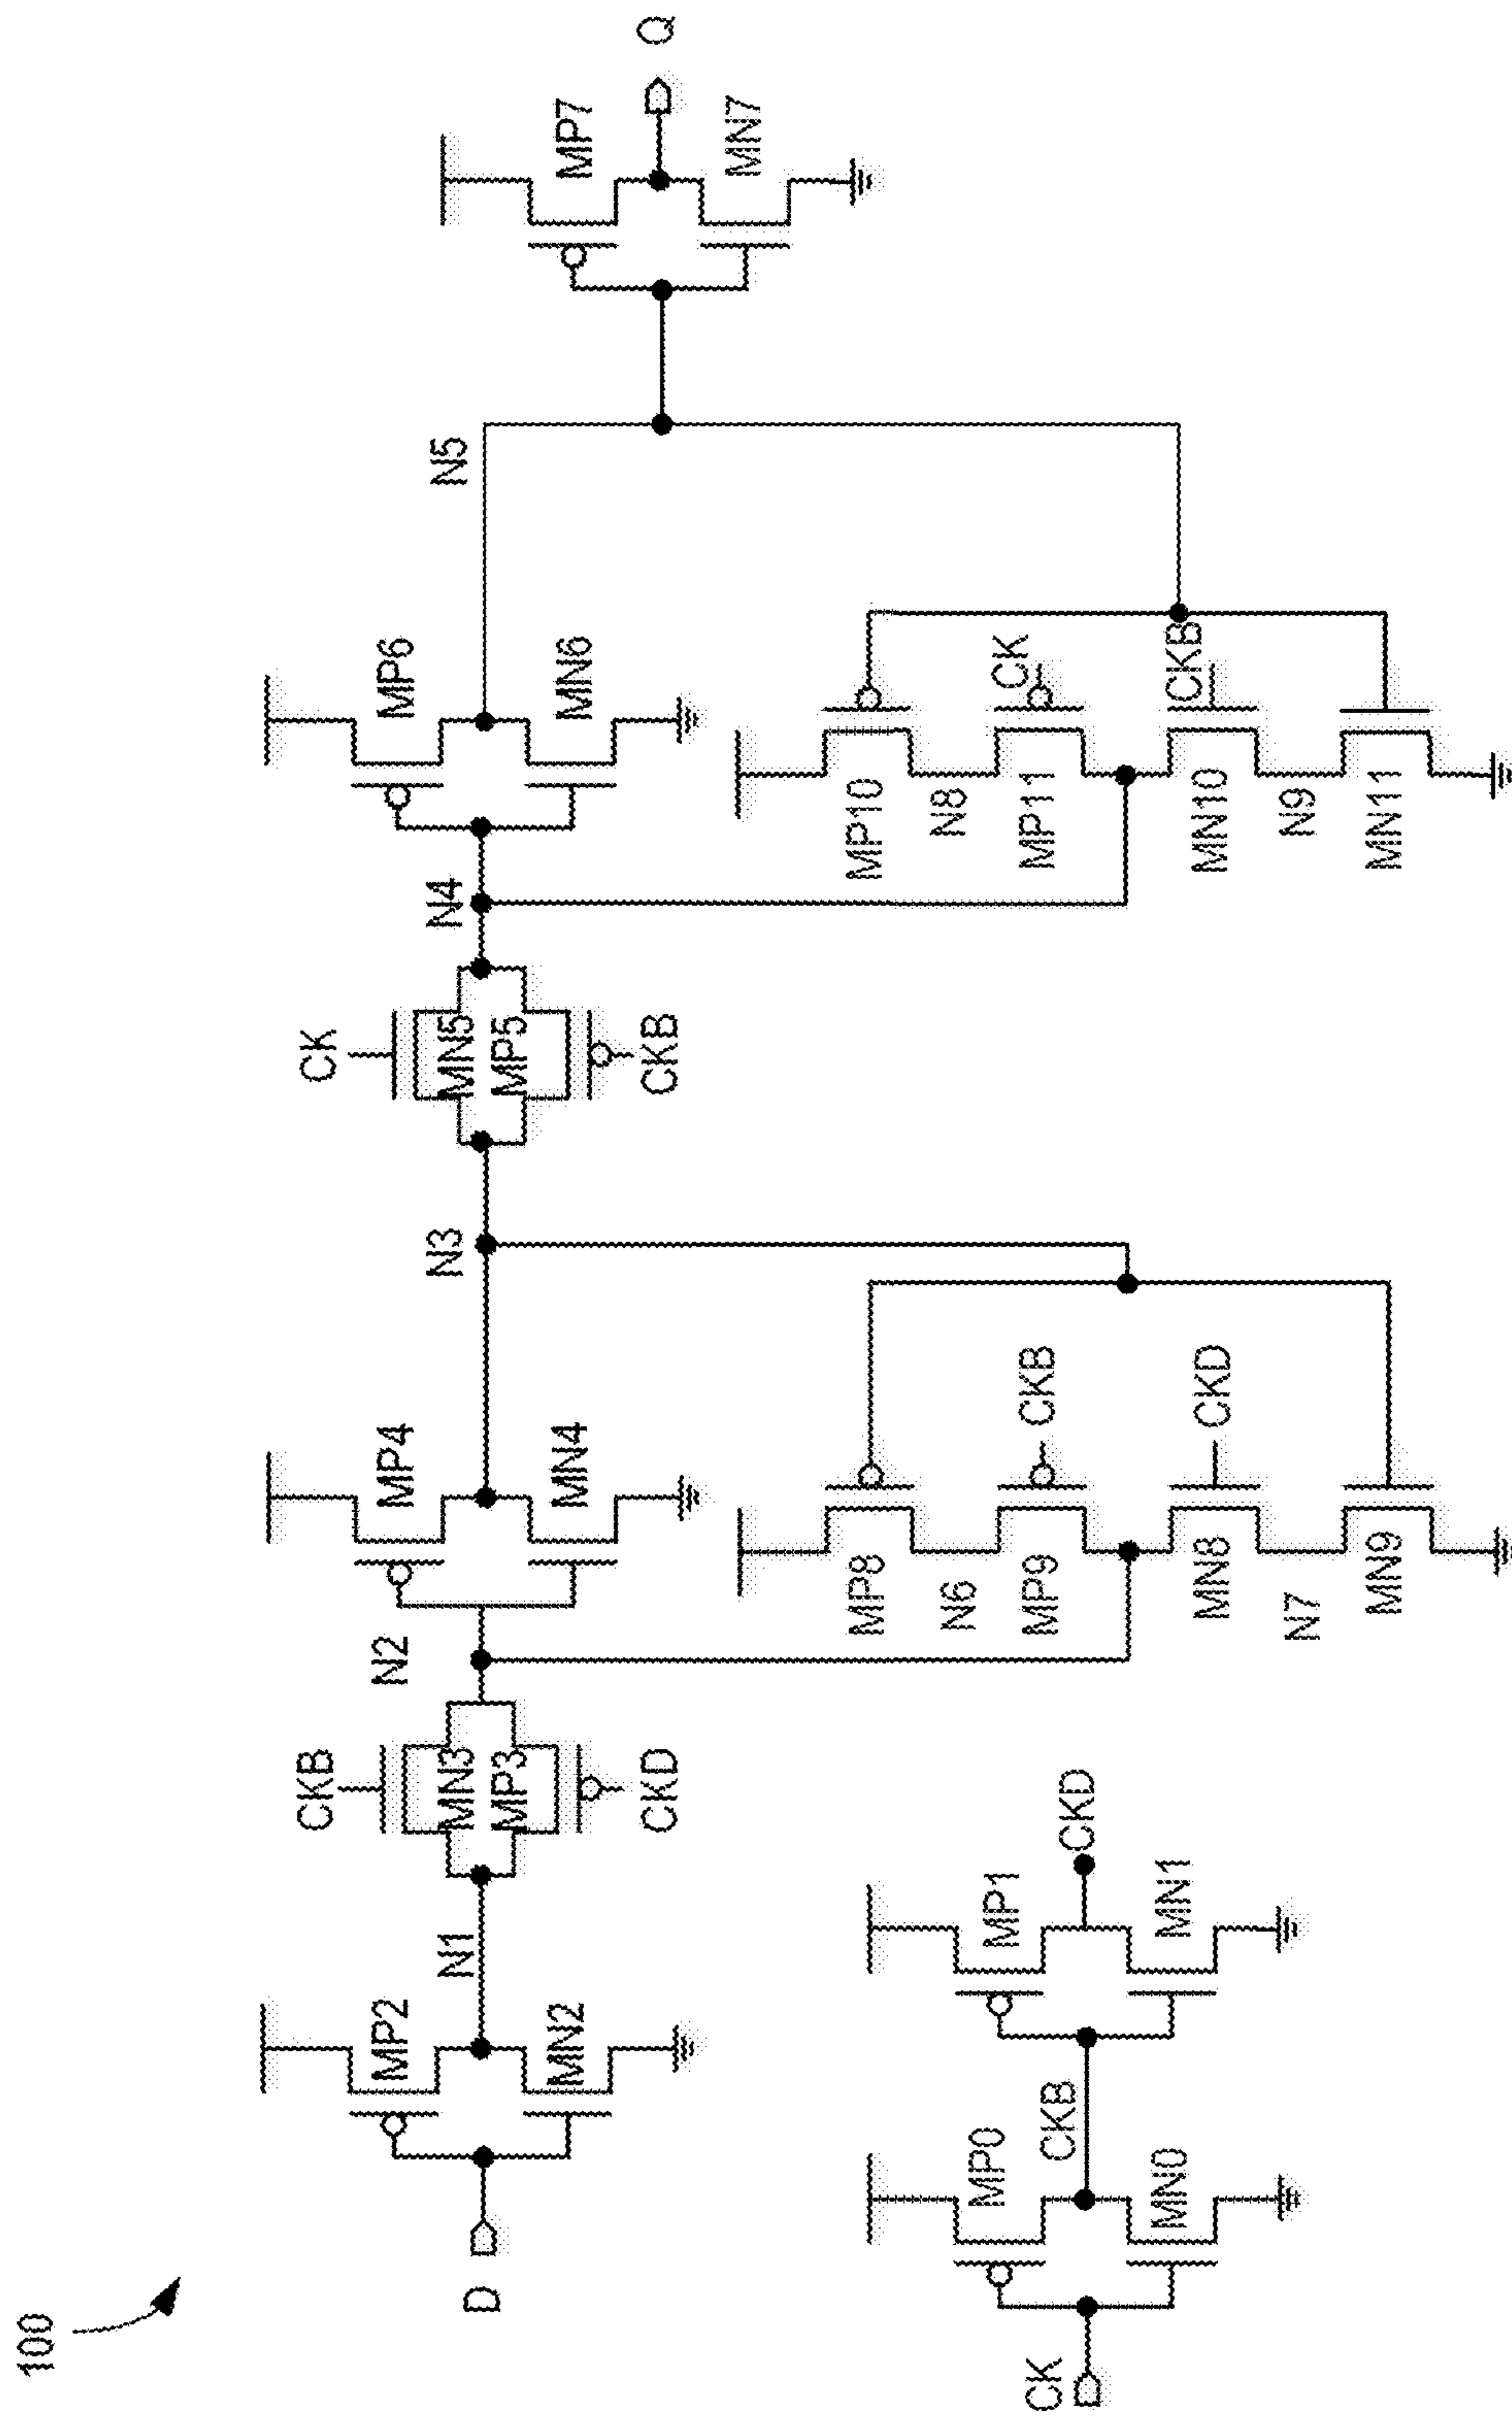 100
D
MP2
MN2
N1
CKB
MN3
MP3
CKD
N2
MP4
MN4
N3
CK
MN5
MP5
CKB
N4
MP6
MN6
N5
MP7
MN7
Q
MP8
N6
MP9
CKB
MN8
CKD
N7
MN9
MP10
N8
MP11
CK
MN10
CKB
N9
MN11
CK
MP0
MN0
CKB
MP1
MN1
CKD